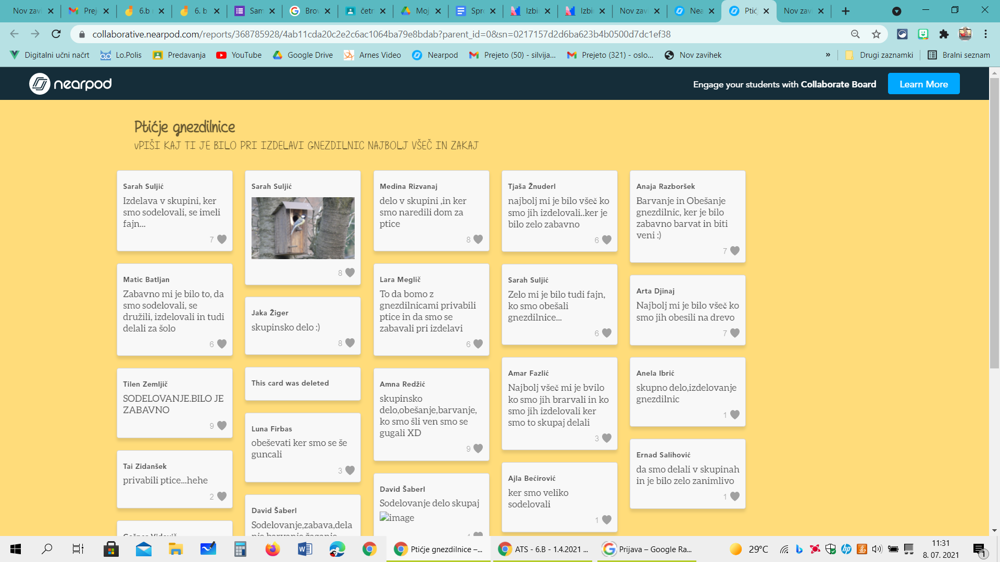 Nov zavi
Prej
6.b
6. b
Sam
Brov
četr
Moj
Spr
Izbi
Izbi
Nov zavi
Nea
Ptić
Nov zavi
collaborative.nearpod.com/reports/368785928/4ab11cda20c2e2c6ac1064ba79e8bdab?parent_id=0&sn=0217157d2d6ba623b4b0500d7dc1ef38
Digitalni učni načrt
Lo.Polis
Predavanja
YouTube
Google Drive
Arnes Video
Nearpod
Prejeto (50) - silvija...
Prejeto (321) - oslo...
Nov zavihek
»
Drugi zaznamki
Bralni seznam
nearpod
Engage your students with Collaborate Board
Learn More
Ptićje gnezdilnice
vPIŠI KAJ TI JE BILO PRI IZDELAVI GNEZDILNIC NAJBOLJ VŠEČ IN ZAKAJ
Sarah Suljić
Izdelava v skupini, ker
smo sodelovali, se imeli
fajn...
7
Matic Batljan
Zabavno mi je bilo to, da
smo sodelovali, se
družili, izdelovali in tudi
delali za šolo
6
Tilen Zemljič
SODELOVANJE.BILO JE
ZABAVNO
9
Tai Zidanšek
privabili ptice...hehe
2
Sarah Suljić
8
Jaka Žiger
skupinsko delo :)
8
This card was deleted
Luna Firbas
obeševati ker smo se še
guncali
3
David Šaberl
Sodelovanje,zabava,dela
Medina Rizvanaj
delo v skupini ,in ker
smo naredili dom za
ptice
8
Lara Meglič
To da bomo z
gnezdilnicami privabili
ptice in da smo se
zabavali pri izdelavi
6
Amna Redžić
skupinsko
delo,obešanje,barvanje,
ko smo šli ven smo se
gugali XD
9
David Šaberl
Sodelovanje delo skupaj
image
Tjaša Žnuderl
najbolj mi je bilo všeč ko
smo jih izdelovali..ker je
bilo zelo zabavno
6
Sarah Suljić
Zelo mi je bilo tudi fajn,
ko smo obešali
gnezdilnice...
6
Amar Fazlić
Najbolj všeč mi je bvilo
ko smo jih brarvali in ko
smo jih izdelovali ker
smo to skupaj delali
3
Ajla Bećirović
ker smo veliko
sodelovali
1
Anaja Razboršek
Barvanje in Obešanje
gnezdilnic, ker je bilo
zabavno barvat in biti
veni :)
7
Arta Djinaj
Najbolj mi je bilo všeč ko
smo jih obesili na drevo
7
Anela Ibrić
skupno delo,izdelovanje
gnezdilnic
1
Ernad Salihović
da smo delali v skupinah
in je bilo zelo zanimlivo
1
Ptićje gnezdilnice –...
ATS - 6.B - 1.4.2021 ...
Prijava – Google Ra...
29°C
11:31
8. 07. 2021
1